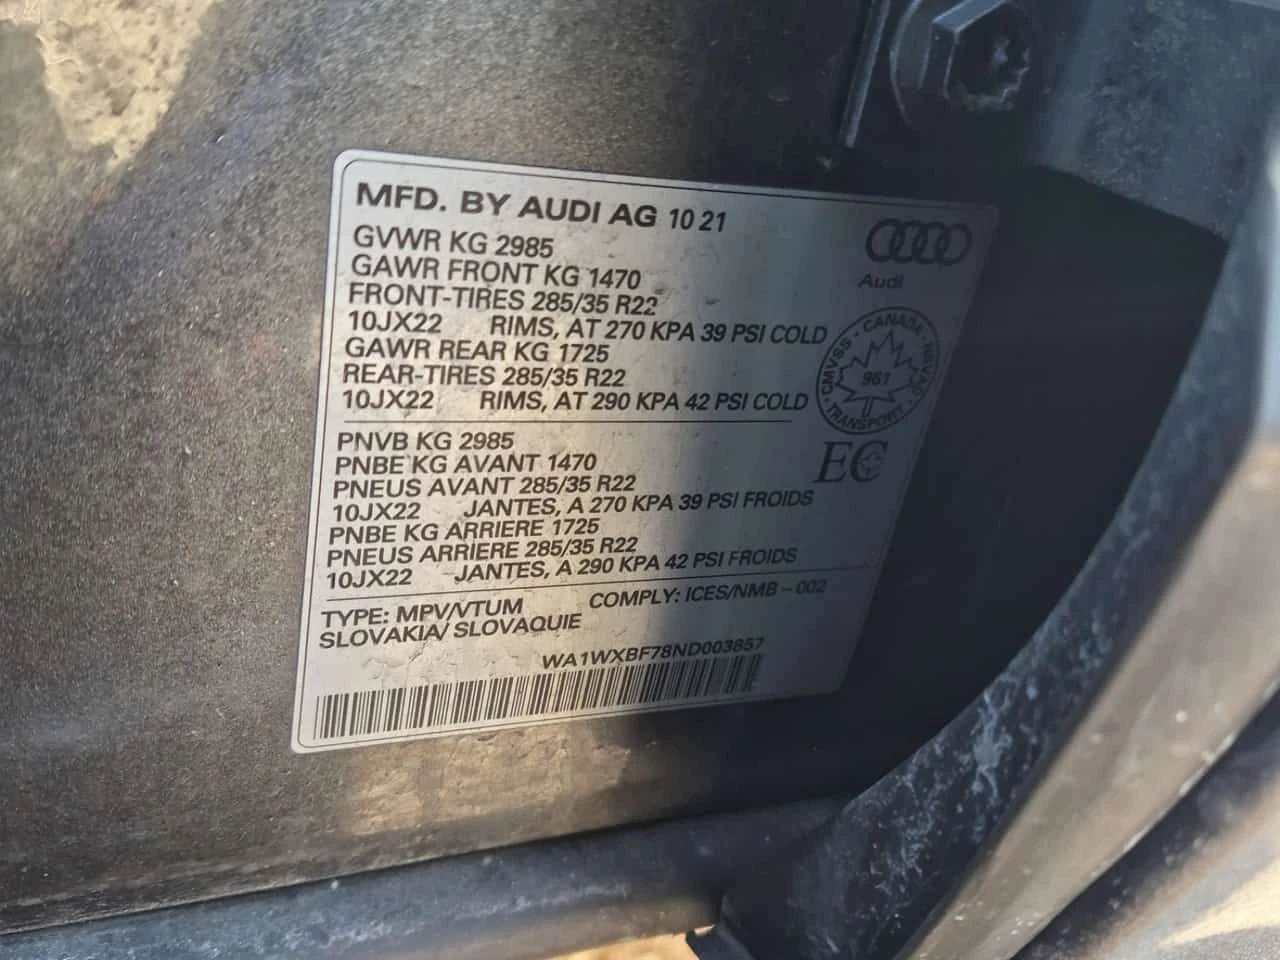 MFD. BY AUDI AG 10 21
GVWR KG 2985
GAWR FRONT KG 1470
FRONT-TIRES 285/35 R22
10JX22 RIMS, AT 270 KPA 39 PSI COLD
GAWR REAR KG 1725
REAR-TIRES 285/35 R22
10JX22 RIMS, AT 290 KPA 42 PSI COLD
Audi
CANADA
CMVSS
TRANSPORT
961
EC
PNVB KG 2985
PNBE KG AVANT 1470
PNEUS AVANT 285/35 R22
10JX22 JANTES, A 270 KPA 39 PSI FROIDS
PNBE KG ARRIERE 1725
PNEUS ARRIERE 285/35 R22
10JX22 JANTES, A 290 KPA 42 PSI FROIDS
TYPE: MPV/VTUM COMPLY: ICES/NMB - 002
SLOVAKIA/ SLOVAQUIE
WA1WXBF78ND003857